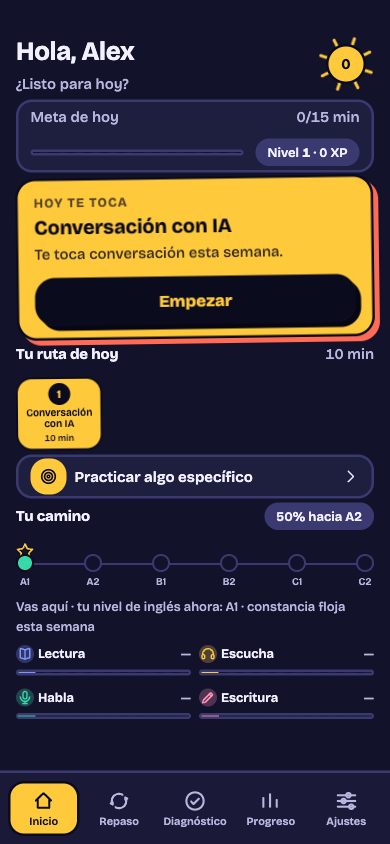 Hola, Alex
0
¿Listo para hoy?
Meta de hoy
0/15 min
Nivel 1 · 0 XP
HOY TE TOCA
Conversación con IA
Te toca conversación esta semana.
Empezar
Tu ruta de hoy
10 min
1
Conversación
con IA
10 min
Practicar algo específico
Tu camino
50% hacia A2
A1
A2
B1
B2
C1
C2
Vas aquí · tu nivel de inglés ahora: A1 · constancia floja
esta semana
Lectura
–
Escucha
–
Habla
–
Escritura
–
Inicio
Repaso
Diagnóstico
Progreso
Ajustes